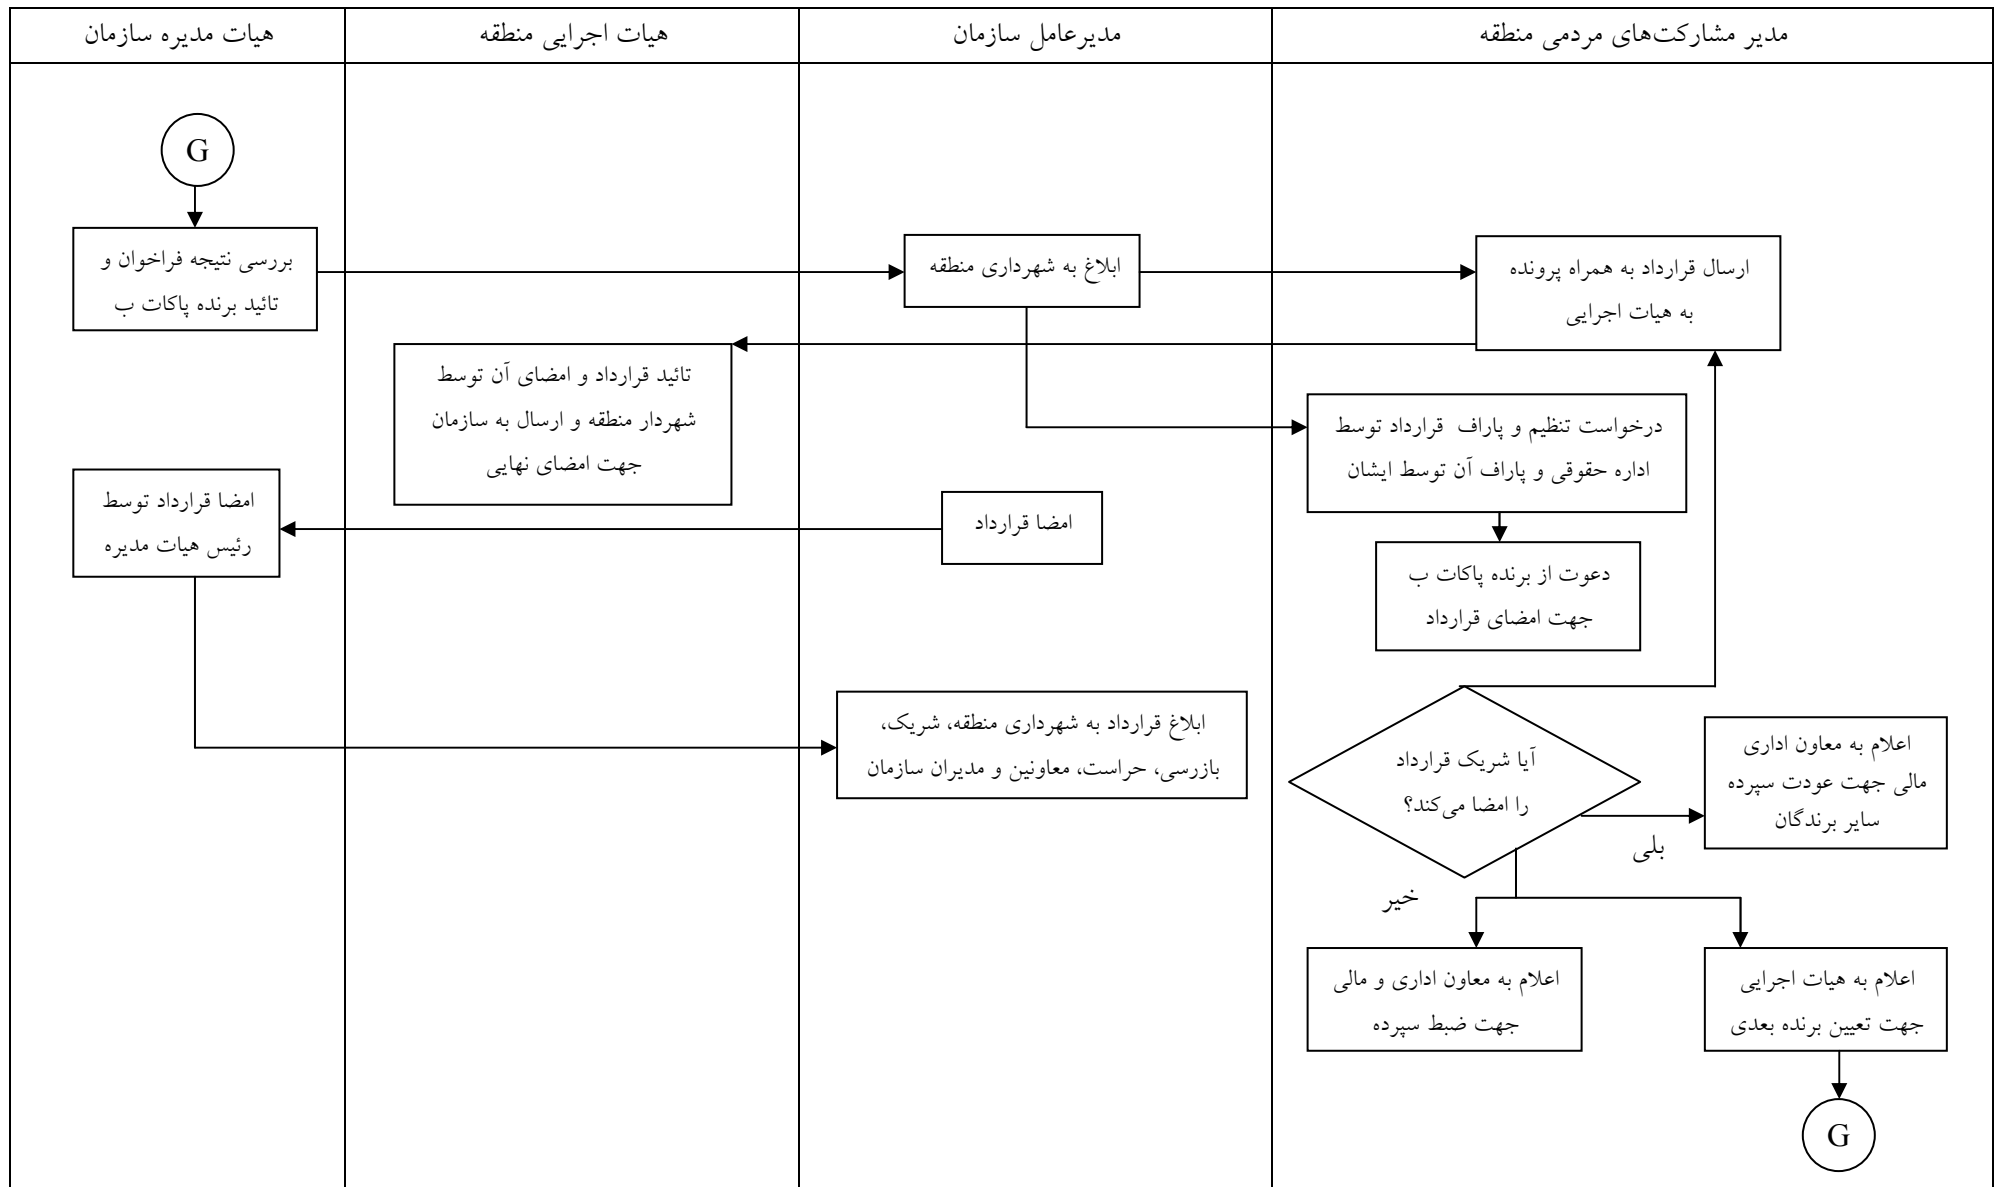 مدیر مشارکت‌های مردمی منطقه
مدیرعامل سازمان
هیات اجرایی منطقه
هیات مدیره سازمان
G
بررسی نتیجه فراخوان و
تائید برنده پاکات ب
ابلاغ به شهرداری منطقه
ارسال قرارداد به همراه پرونده
به هیات اجرایی
تائید قرارداد و امضای آن توسط
شهردار منطقه و ارسال به سازمان
جهت امضای نهایی
درخواست تنظیم و پاراف قرارداد توسط
اداره حقوقی و پاراف آن توسط ایشان
امضا قرارداد توسط
رئیس هیات مدیره
امضا قرارداد
دعوت از برنده پاکات ب
جهت امضای قرارداد
ابلاغ قرارداد به شهرداری منطقه، شریک،
بازرسی، حراست، معاونین و مدیران سازمان
آیا شریک قرارداد
را امضا می‌کند؟
اعلام به معاون اداری
مالی جهت عودت سپرده
سایر برندگان
بلی
خیر
اعلام به معاون اداری و مالی
جهت ضبط سپرده
اعلام به هیات اجرایی
جهت تعیین برنده بعدی
G